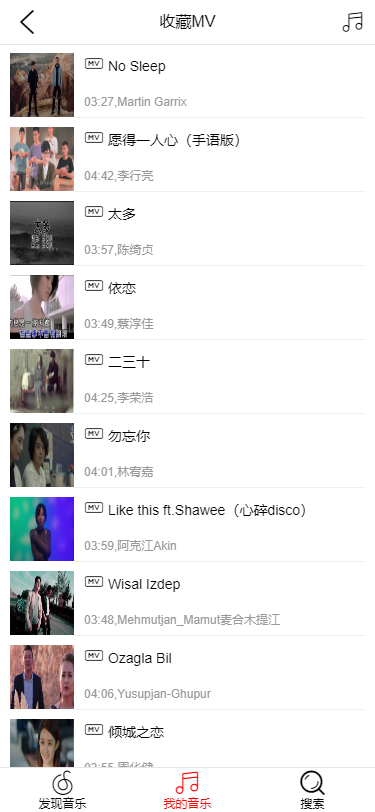 收藏MV
MV No Sleep
03:27,Martin Garrix
MV 愿得一人心（手语版）
04:42,李行亮
MV 太多
03:57,陈绮贞
MV 依恋
03:49,蔡淳佳
MV 二三十
04:25,李荣浩
MV 勿忘你
04:01,林宥嘉
MV Like this ft.Shawee（心碎disco）
03:59,阿克江Akin
MV Wisal Izdep
03:48,Mehmutjan_Mamut麦合木提江
MV Ozagla Bil
04:06,Yusupjan-Ghupur
MV 倾城之恋
03:55,周华健
发现音乐
我的音乐
搜索